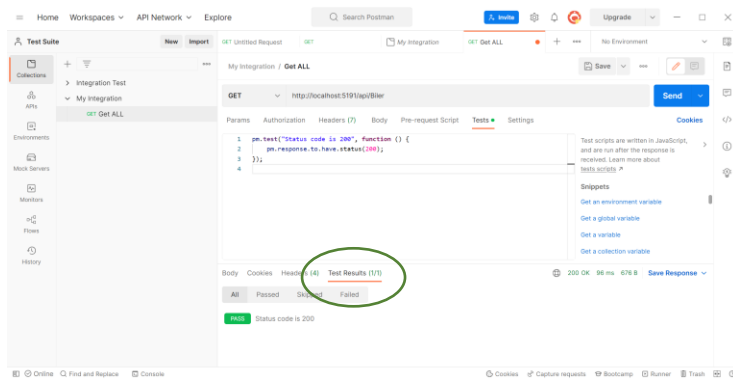 Home Workspaces API Network Explore Search Postman Invite Upgrade
Test Suite New Import GET Untitled Request GET My Integration GET Get ALL No Environment
Collections
Integration Test
My Integration
GET Get ALL
APIs
Environments
Mock Servers
Monitors
Flows
History
My Integration / Get ALL Save
GET http://localhost:5191/api/Biler Send
Params Authorization Headers (7) Body Pre-request Script Tests Settings Cookies
1 pm.test("Status code is 200", function () {
2 pm.response.to.have.status(200);
3 });
4
Test scripts are written in JavaScript,
and are run after the response is
received. Learn more about
tests scripts
Snippets
Get an environment variable
Get a global variable
Get a variable
Get a collection variable
Body Cookies Headers (4) Test Results (1/1) 200 OK 96 ms 676 B Save Response
All Passed Skipped Failed
PASS Status code is 200
Online Find and Replace Console Cookies Capture requests Bootcamp Runner Trash